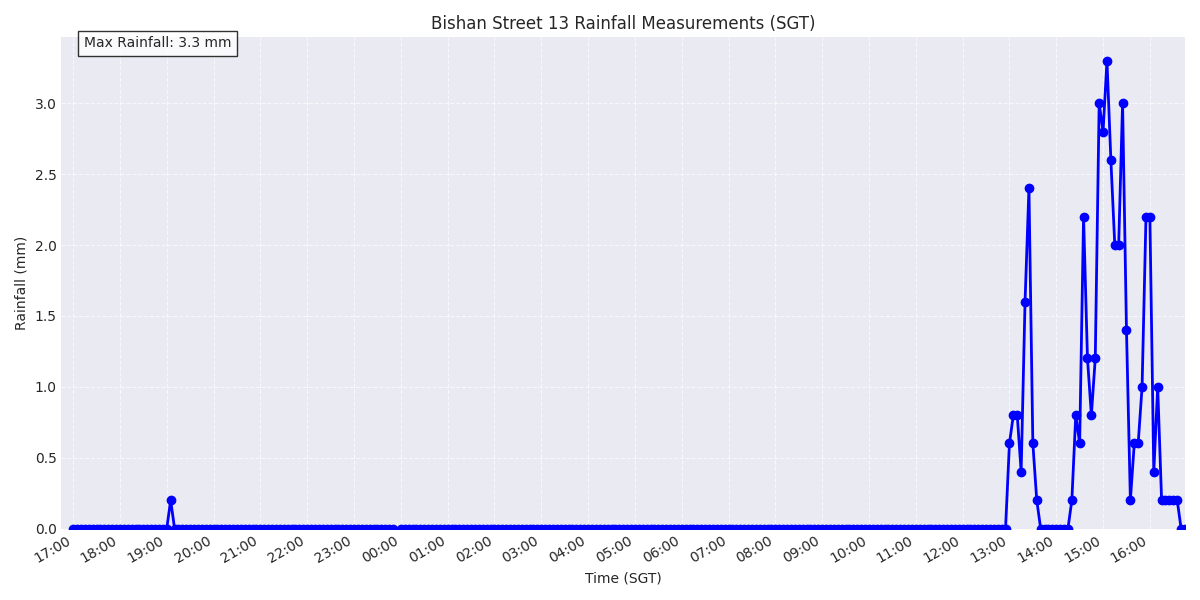 Bishan Street 13 Rainfall Measurements (SGT)
Max Rainfall: 3.3 mm
Rainfall (mm)
3.0
2.5
2.0
1.5
1.0
0.5
0.0
17:00 18:00 19:00 20:00 21:00 22:00 23:00 00:00 01:00 02:00 03:00 04:00 05:00 06:00 07:00 08:00 09:00 10:00 11:00 12:00 13:00 14:00 15:00 16:00
Time (SGT)